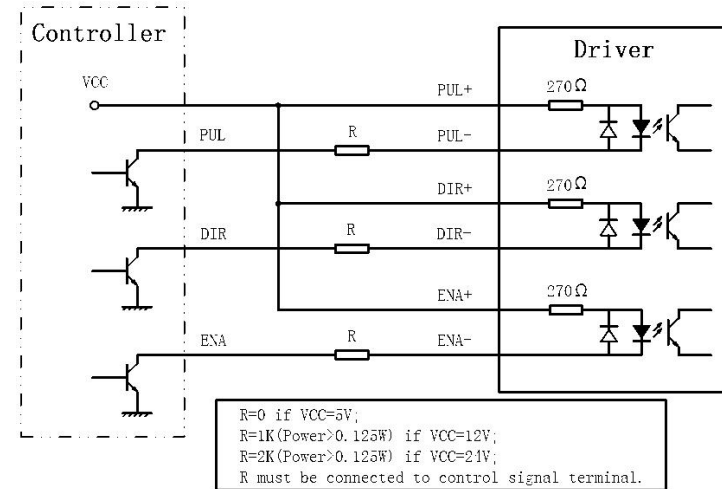 Controller
Driver
VCC
PUL+
270Ω
PUL
R
PUL-
DIR+
270Ω
DIR
R
DIR-
ENA+
270Ω
ENA
R
ENA-
R=0 if VCC=5V;
R=1K(Power>0.125W) if VCC=12V;
R=2K(Power>0.125W) if VCC=24V;
R must be connected to control signal terminal.